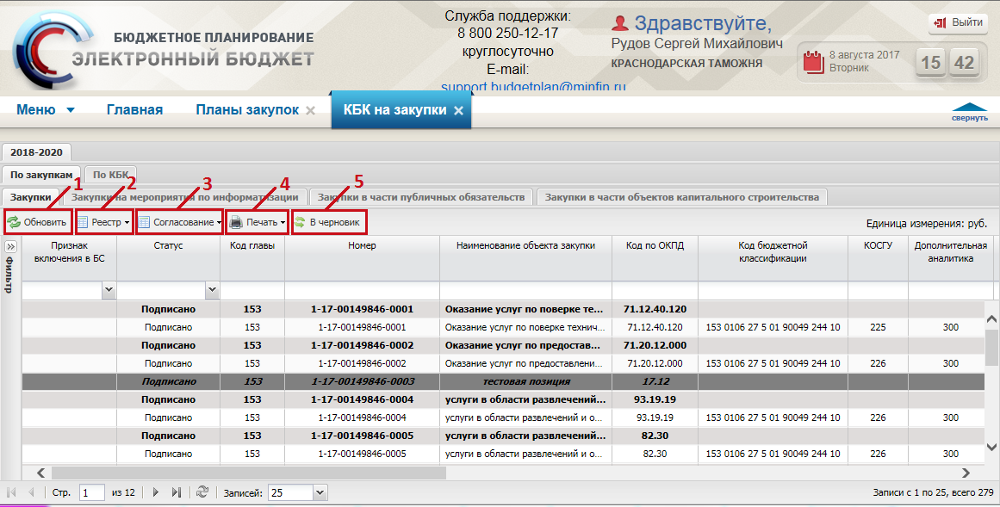 БЮДЖЕТНОЕ ПЛАНИРОВАНИЕ
ЭЛЕКТРОННЫЙ БЮДЖЕТ
Служба поддержки:
8 800 250-12-17
круглосуточно
E-mail:
support.budgetplan@minfin.ru
Здравствуйте,
Рудов Сергей Михайлович
КРАСНОДАРСКАЯ ТАМОЖНЯ
Выйти
8 августа 2017
Вторник
15 42
Меню Главная Планы закупок КБК на закупки
свернуть
2018-2020
По закупкам По КБК
1 2 3 4 5
Закупки Закупки на мероприятия по информатизации Закупки в части публичных обязательств Закупки в части объектов капитального строительства
Обновить Реестр Согласование Печать В черновик Единица измерения: руб.
Фильтр
Признак включения в БС Статус Код главы Номер Наименование объекта закупки Код по ОКПД Код бюджетной классификации КОСГУ Дополнительная аналитика
Подписано 153 1-17-00149846-0001 Оказание услуг по поверке те... 71.12.40.120
Подписано 153 1-17-00149846-0001 Оказание услуг по поверке технич... 71.12.40.120 153 0106 27 5 01 90049 244 10 225 300
Подписано 153 1-17-00149846-0002 Оказание услуг по предостав... 71.20.12.000
Подписано 153 1-17-00149846-0002 Оказание услуг по предоставлени... 71.20.12.000 153 0106 27 5 01 90049 244 10 226 300
Подписано 153 1-17-00149846-0003 тестовая позиция 17.12
Подписано 153 1-17-00149846-0004 услуги в области развлечений... 93.19.19
Подписано 153 1-17-00149846-0004 услуги в области развлечений и о... 93.19.19 153 0106 27 5 01 90049 244 10 226 300
Подписано 153 1-17-00149846-0005 услуги в области развлечений... 82.30
Подписано 153 1-17-00149846-0005 услуги в области развлечений и о... 82.30 153 0106 27 5 01 90049 244 10 226 300
Стр. 1 из 12 Записей: 25 Записи с 1 по 25, всего 279